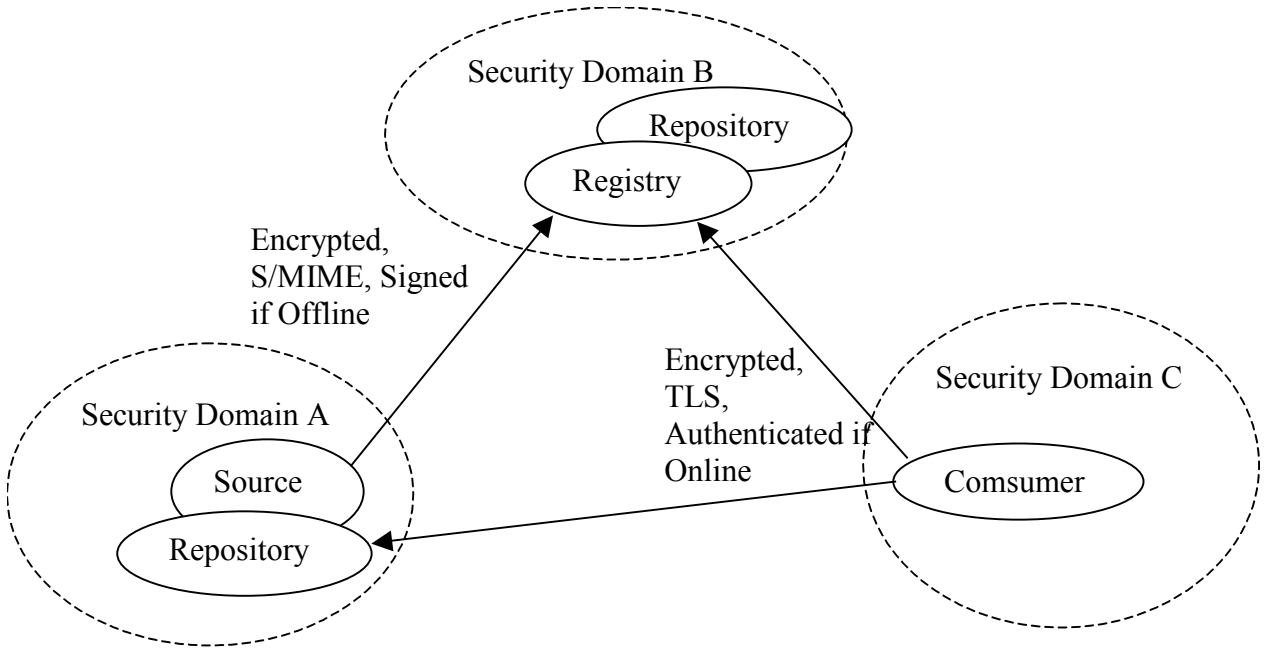 Security Domain B
Repository
Registry
Encrypted,
S/MIME, Signed
if Offline
Encrypted,
TLS,
Authenticated if
Online
Security Domain C
Comsumer
Security Domain A
Source
Repository